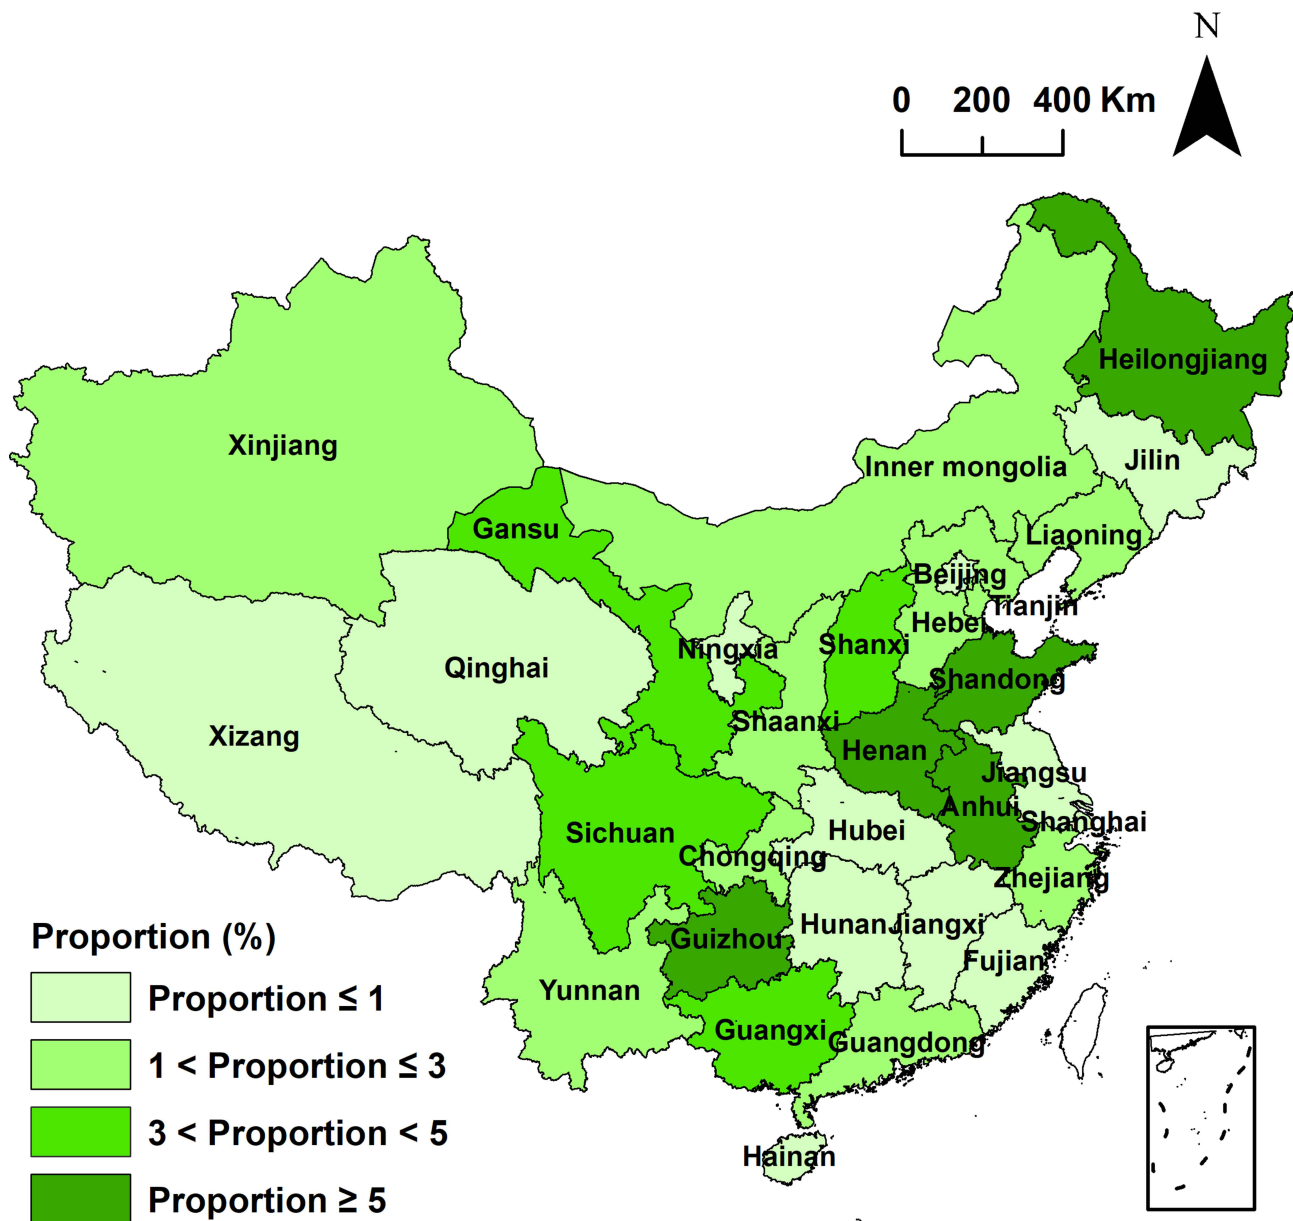 N
0 200 400 Km
Heilongjiang
Xinjiang
Inner mongolia
Jilin
Gansu
Liaoning
Beijing
Tianjin
Hebei
Shanxi
Ningxia
Qinghai
Shandong
Shaanxi
Xizang
Henan
Jiangsu
Anhui
Shanghai
Sichuan
Hubei
Chongqing
Zhejiang
Hunan
Jiangxi
Guizhou
Fujian
Yunnan
Guangxi
Guangdong
Hainan
Proportion (%)
Proportion ≤ 1
1 < Proportion ≤ 3
3 < Proportion < 5
Proportion ≥ 5